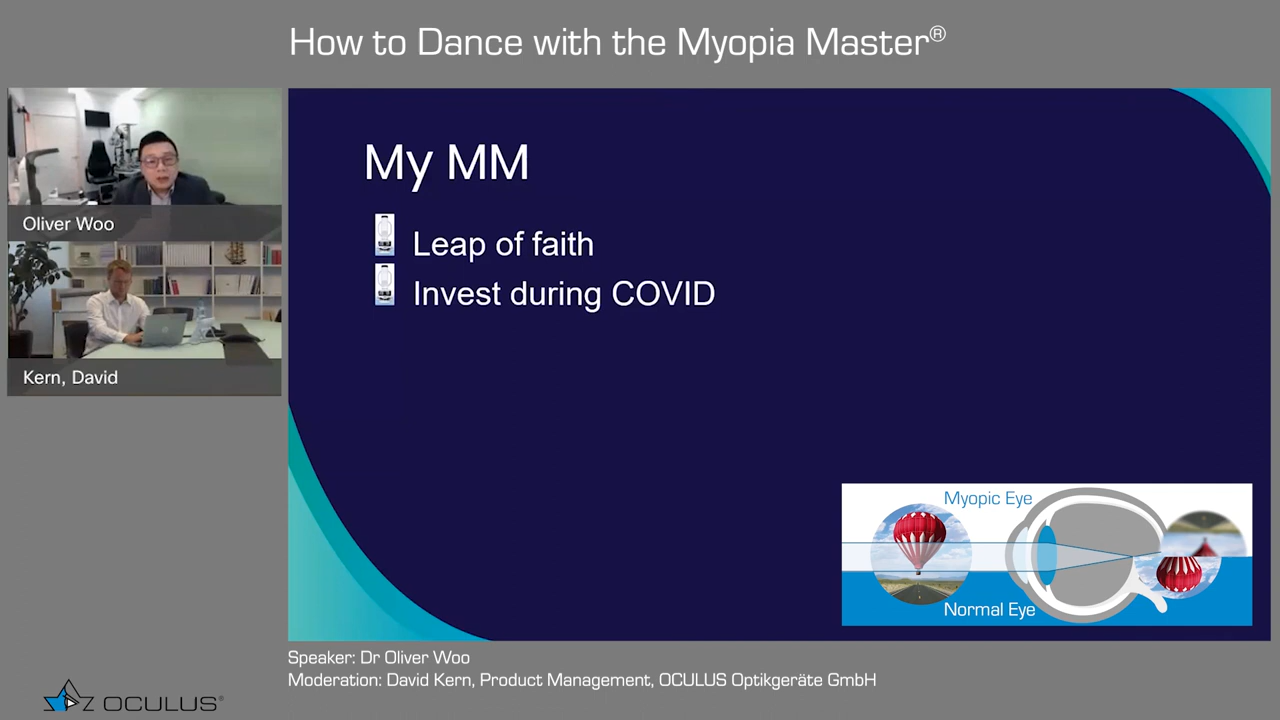 How to Dance with the Myopia Master®
Oliver Woo
Kern, David
My MM
Leap of faith
Invest during COVID
Myopic Eye
Normal Eye
Speaker: Dr Oliver Woo
Moderation: David Kern, Product Management, OCULUS Optikgeräte GmbH
OCULUS®